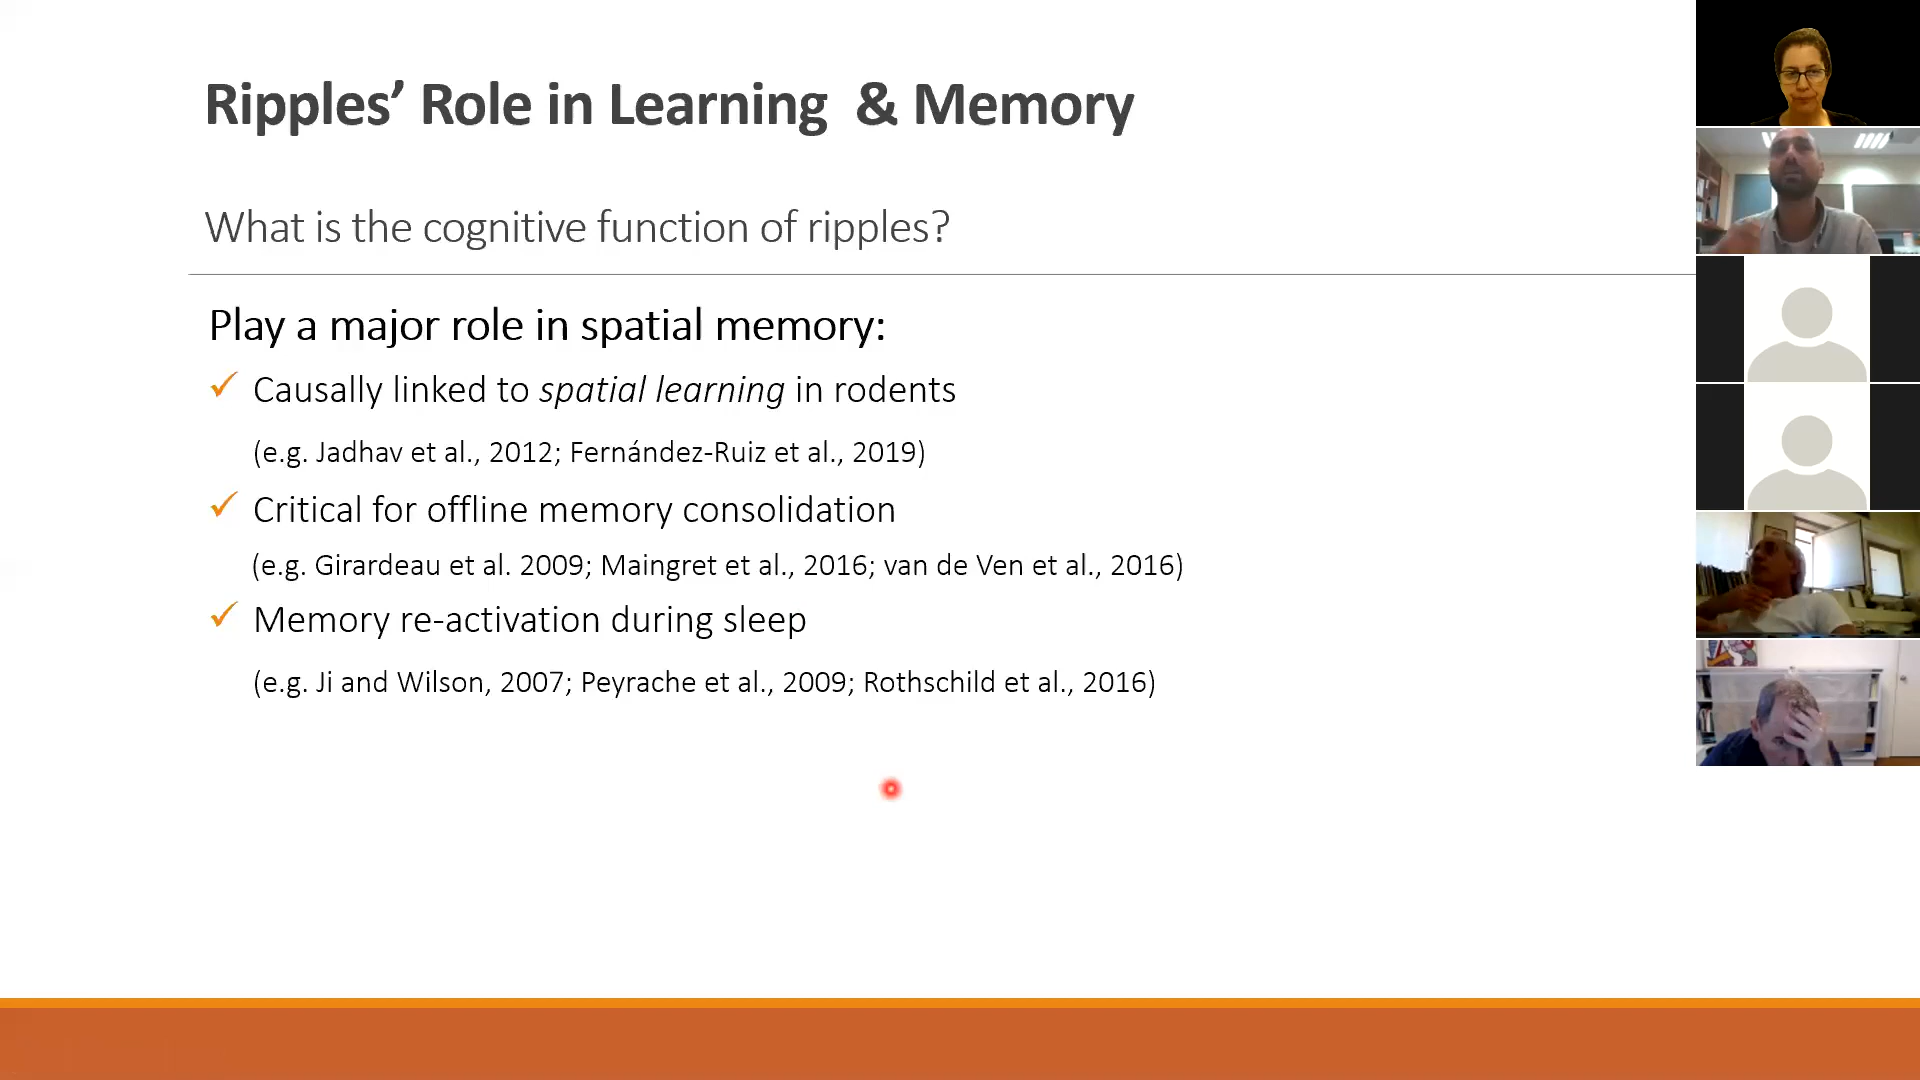 Ripples’ Role in Learning & Memory
What is the cognitive function of ripples?
Play a major role in spatial memory:
✓ Causally linked to spatial learning in rodents
(e.g. Jadhav et al., 2012; Fernández-Ruiz et al., 2019)
✓ Critical for offline memory consolidation
(e.g. Girardeau et al. 2009; Maingret et al., 2016; van de Ven et al., 2016)
✓ Memory re-activation during sleep
(e.g. Ji and Wilson, 2007; Peyrache et al., 2009; Rothschild et al., 2016)